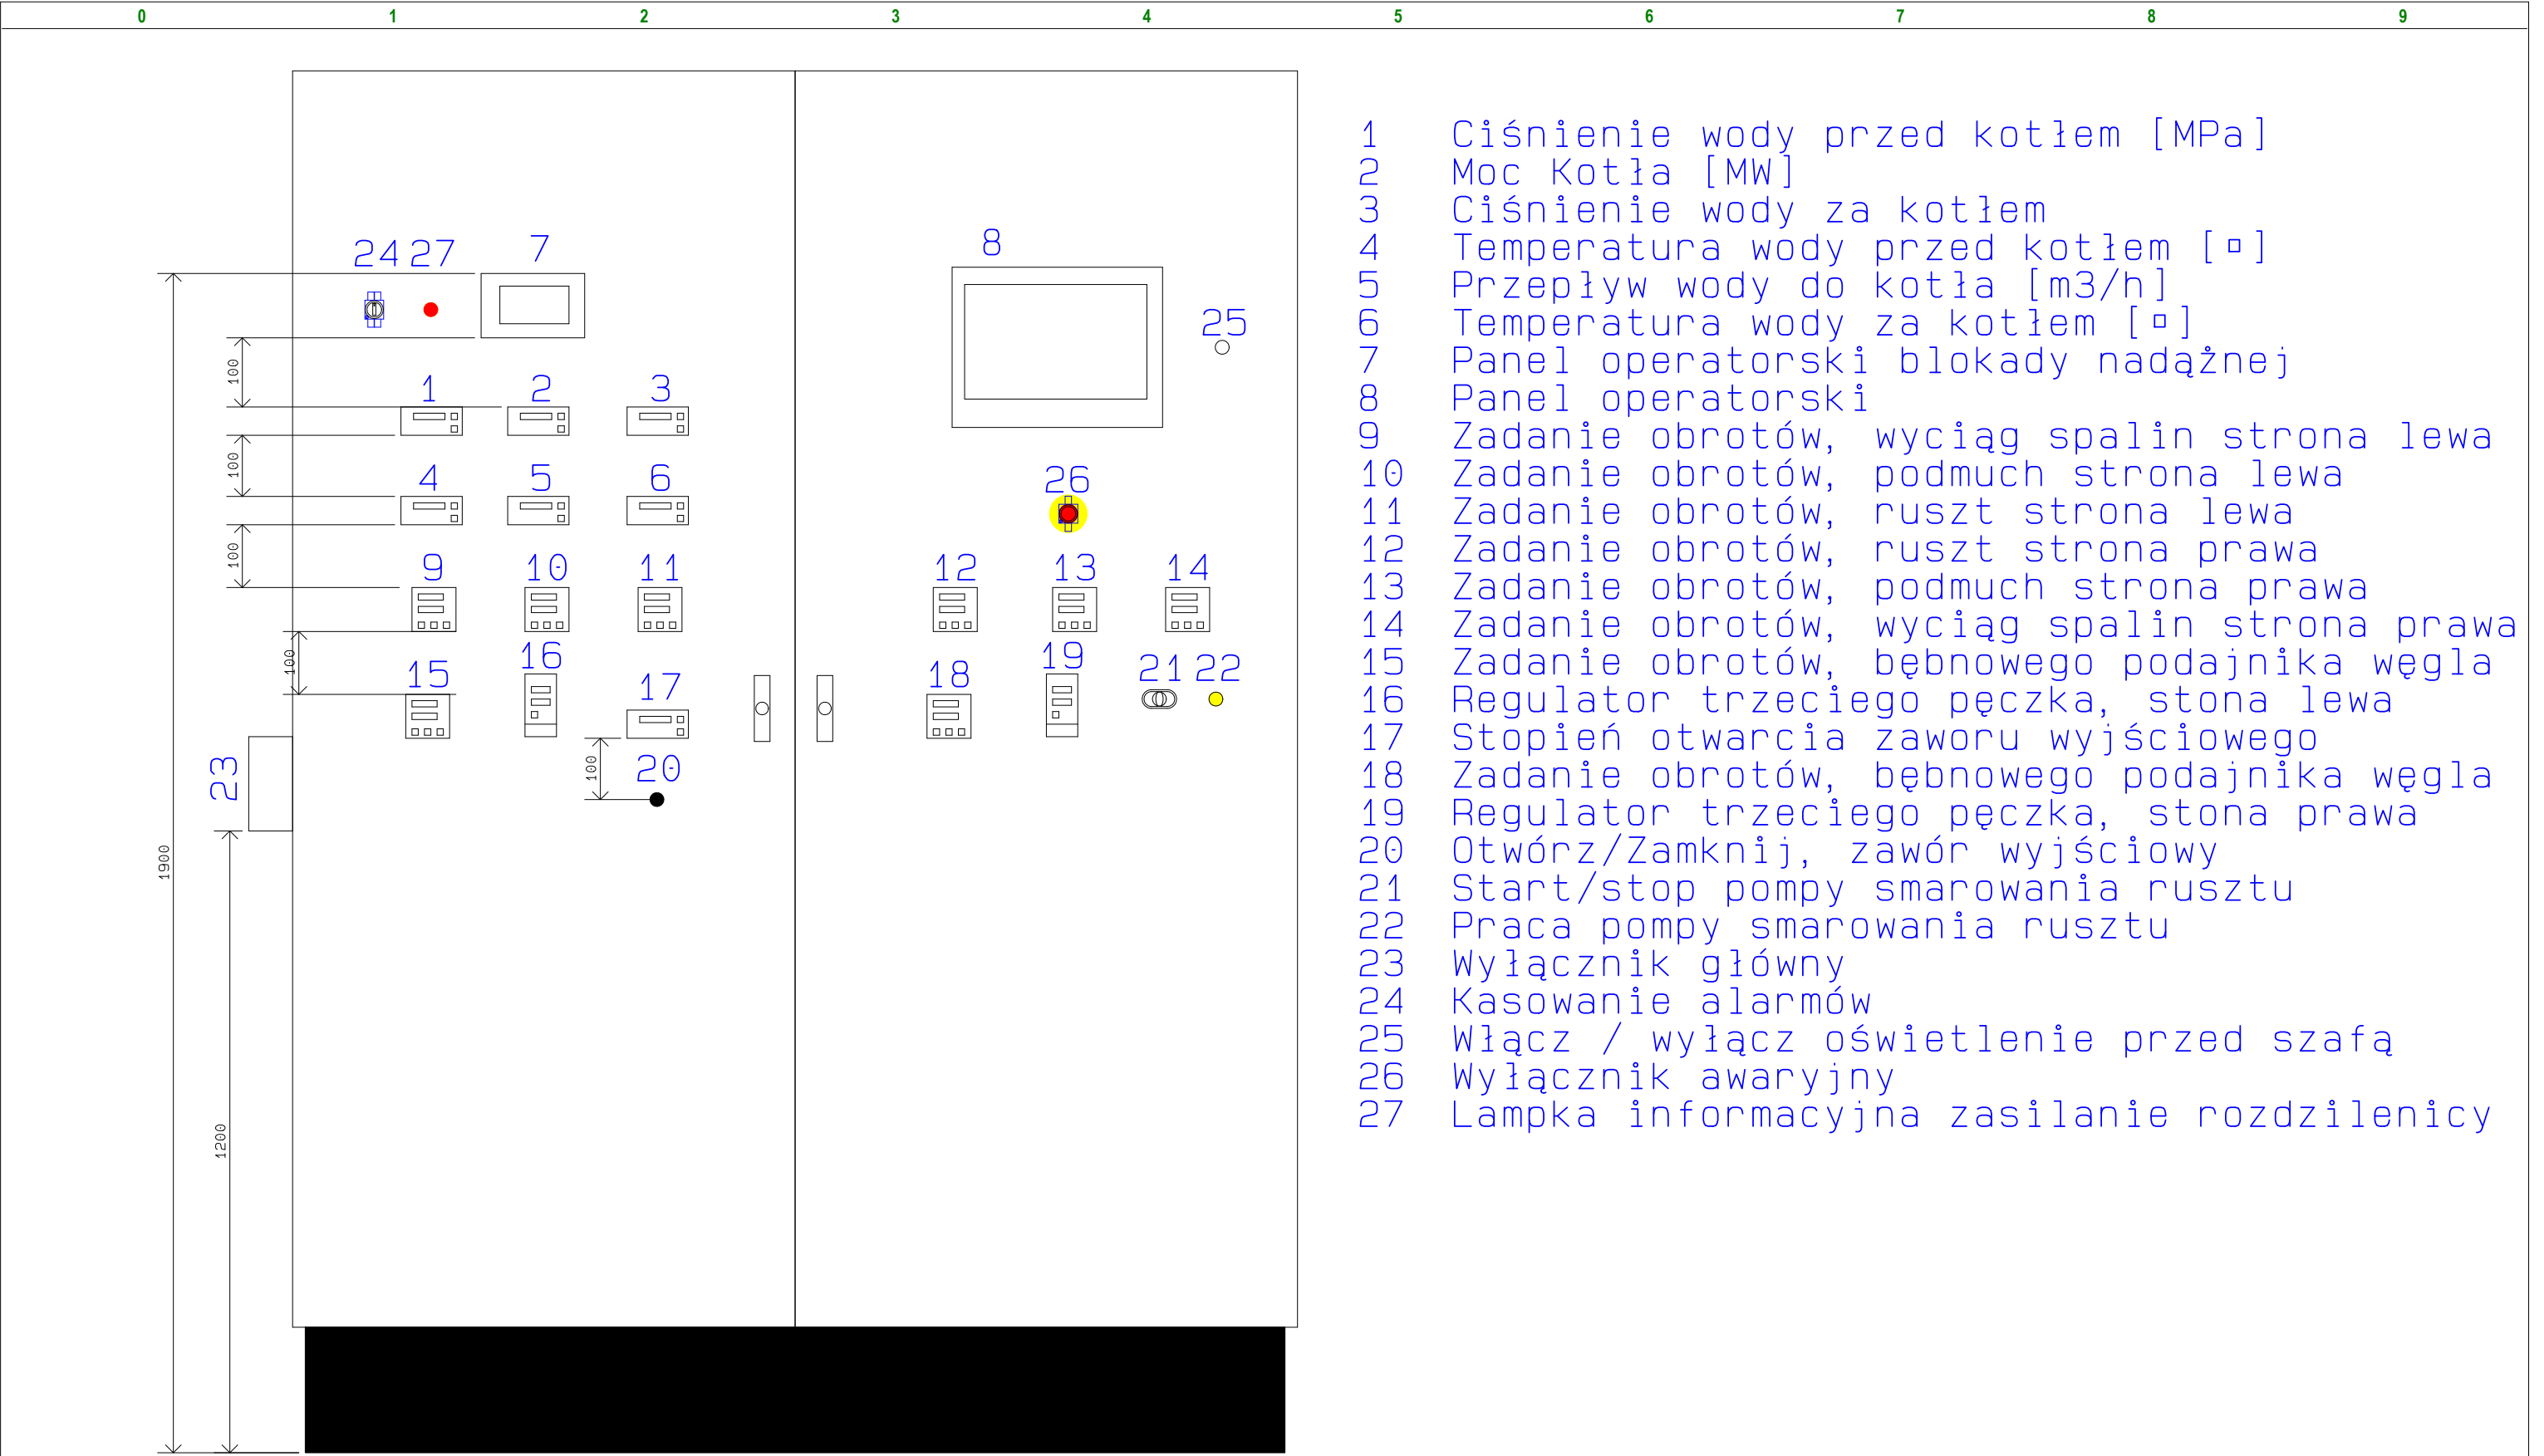 0 1 2 3 4 5 6 7 8 9
24 27 7 8
25
100
1 2 3
100
4 5 6
26
100
9 10 11 12 13 14
100
15 16 17 18 19 21 22
23
100
20
1900
1200
1 Ciśnienie wody przed kotłem [MPa]
2 Moc Kotła [MW]
3 Ciśnienie wody za kotłem
4 Temperatura wody przed kotłem [¤]
5 Przepływ wody do kotła [m3/h]
6 Temperatura wody za kotłem [¤]
7 Panel operatorski blokady nadążnej
8 Panel operatorski
9 Zadanie obrotów, wyciąg spalin strona lewa
10 Zadanie obrotów, podmuch strona lewa
11 Zadanie obrotów, ruszt strona lewa
12 Zadanie obrotów, ruszt strona prawa
13 Zadanie obrotów, podmuch strona prawa
14 Zadanie obrotów, wyciąg spalin strona prawa
15 Zadanie obrotów, bębnowego podajnika węgla
16 Regulator trzeciego pęczka, stona lewa
17 Stopień otwarcia zaworu wyjściowego
18 Zadanie obrotów, bębnowego podajnika węgla
19 Regulator trzeciego pęczka, stona prawa
20 Otwórz/Zamknij, zawór wyjściowy
21 Start/stop pompy smarowania rusztu
22 Praca pompy smarowania rusztu
23 Wyłącznik główny
24 Kasowanie alarmów
25 Włącz / wyłącz oświetlenie przed szafą
26 Wyłącznik awaryjny
27 Lampka informacyjna zasilanie rozdzilenicy